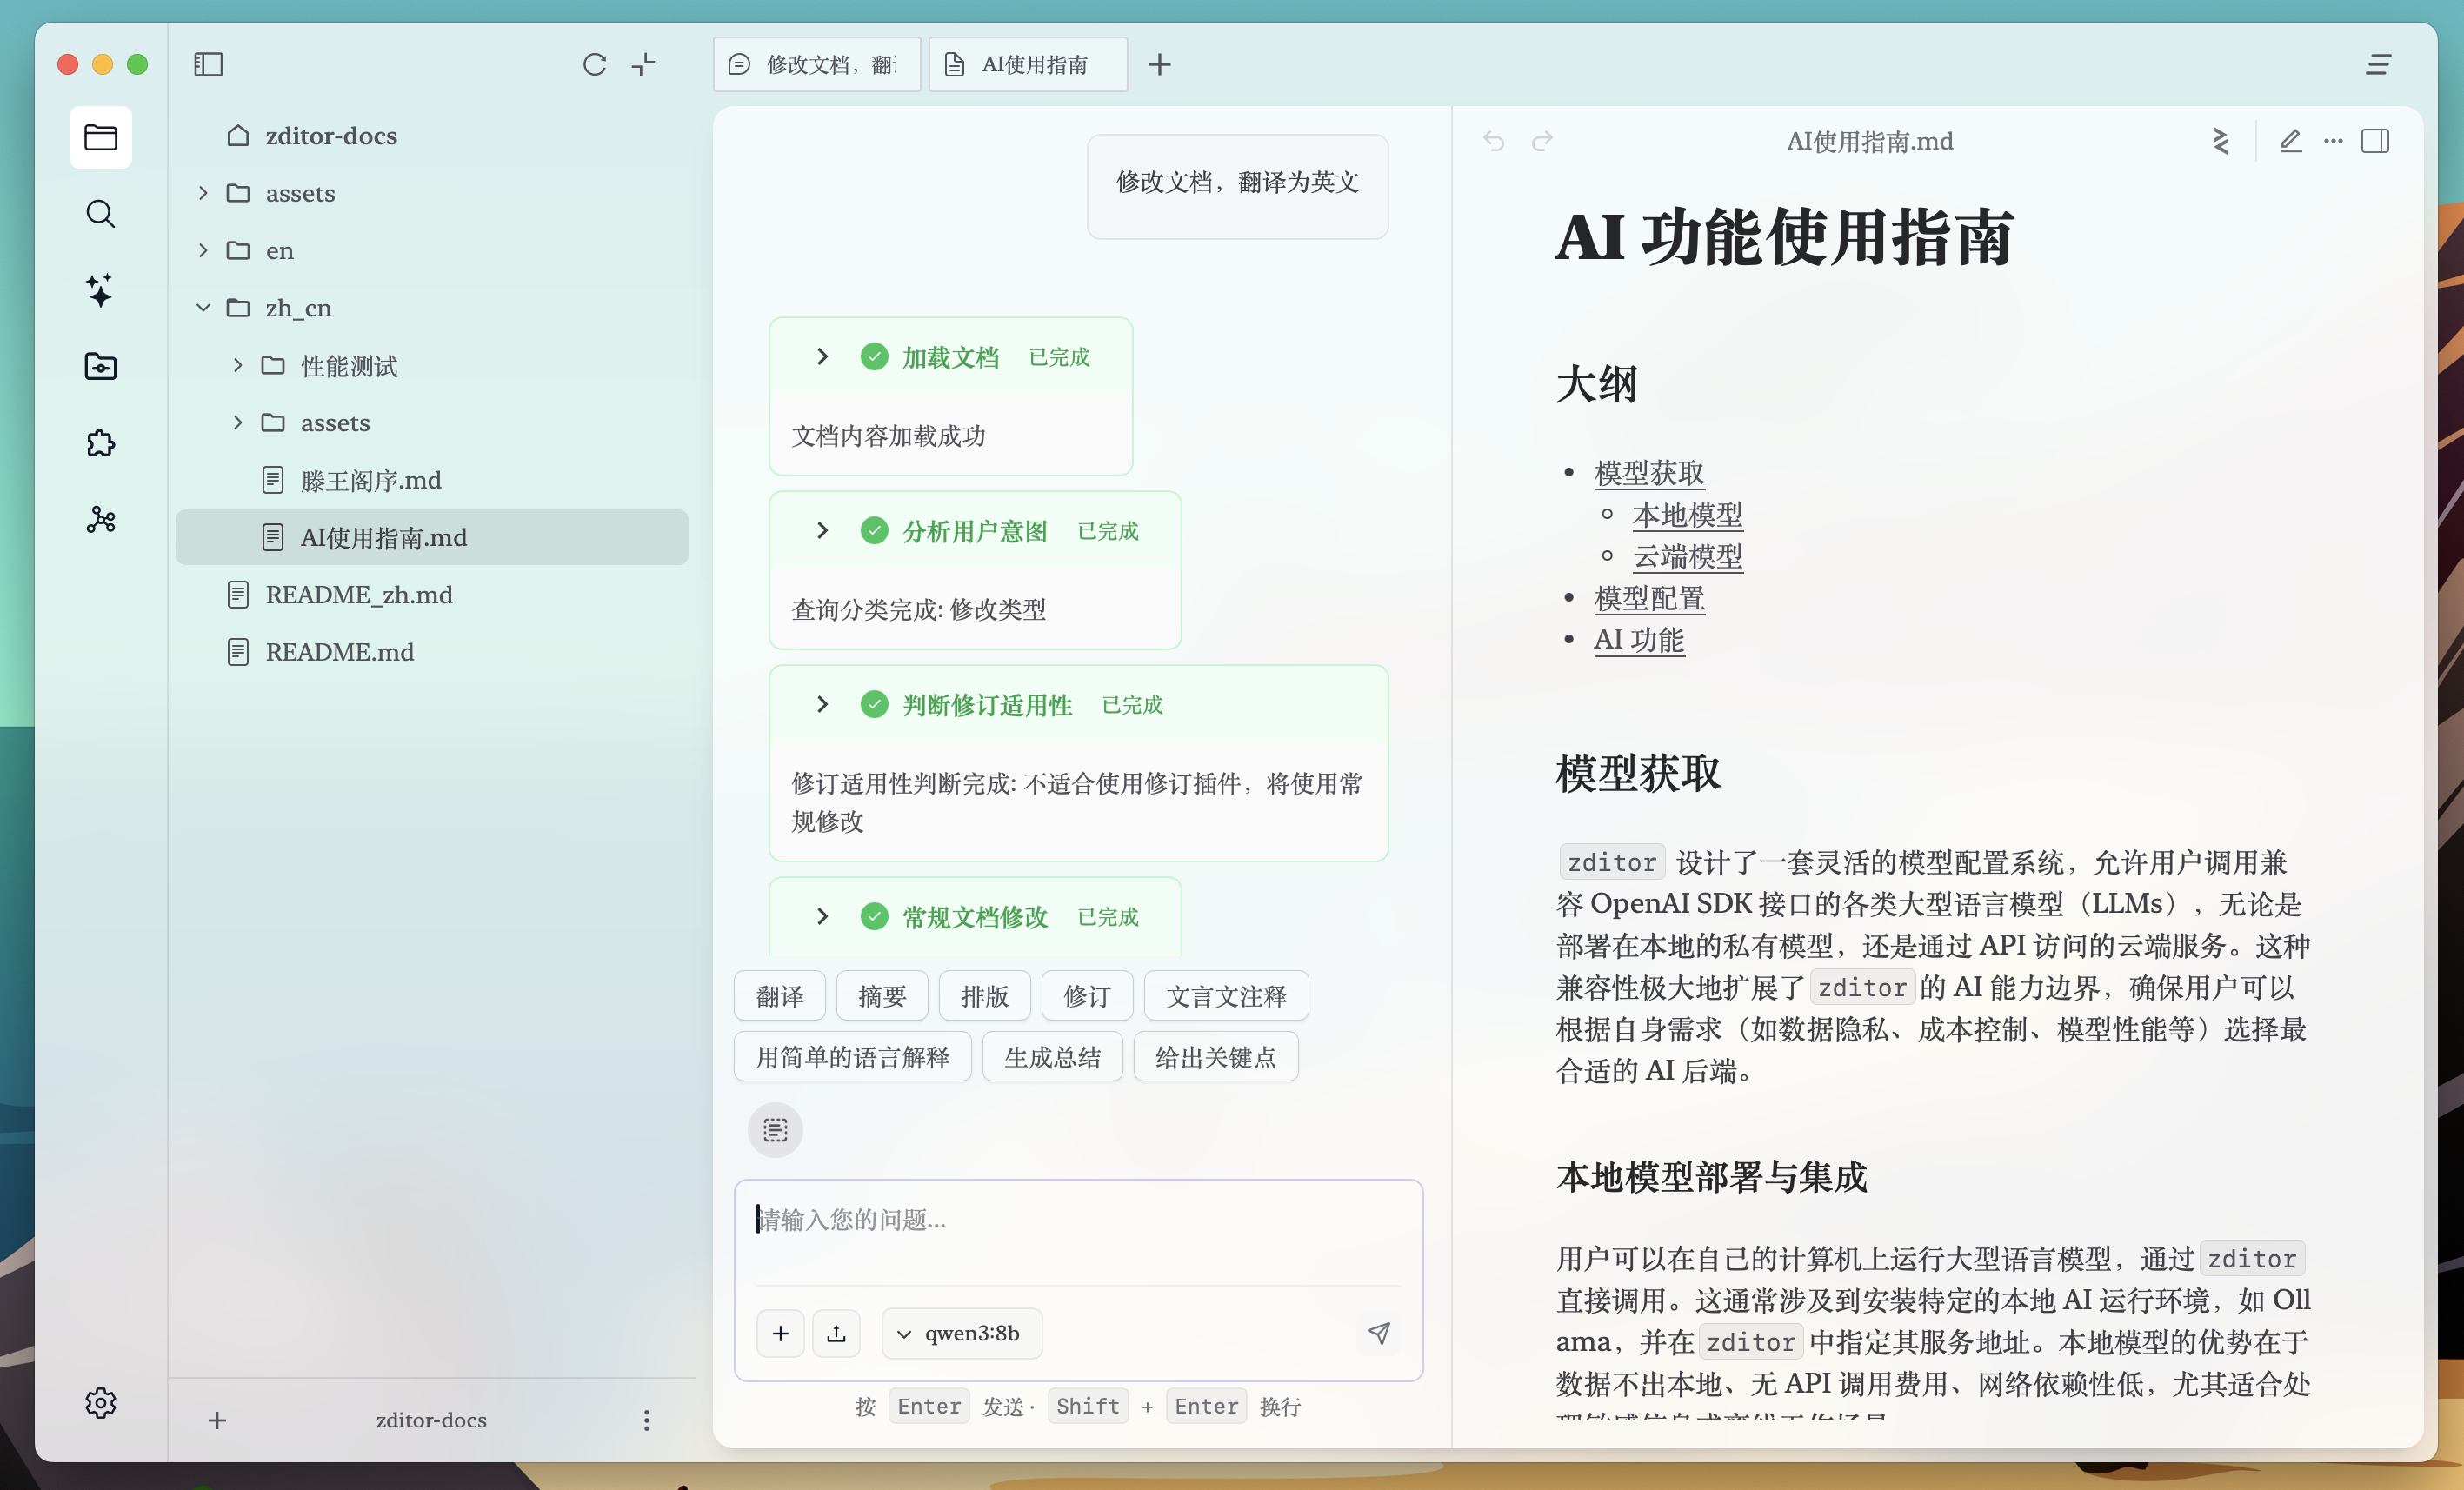 修改文档，翻
AI使用指南
zditor-docs
assets
en
zh_cn
性能测试
assets
滕王阁序.md
AI使用指南.md
README_zh.md
README.md
zditor-docs
修改文档，翻译为英文
加载文档 已完成
文档内容加载成功
分析用户意图 已完成
查询分类完成: 修改类型
判断修订适用性 已完成
修订适用性判断完成: 不适合使用修订插件，将使用常
规修改
常规文档修改 已完成
翻译 摘要 排版 修订 文言文注释
用简单的语言解释 生成总结 给出关键点
请输入您的问题...
qwen3:8b
按 Enter 发送 · Shift + Enter 换行
AI使用指南.md
AI 功能使用指南
大纲
模型获取
本地模型
云端模型
模型配置
AI 功能
模型获取
zditor 设计了一套灵活的模型配置系统，允许用户调用兼
容 OpenAI SDK 接口的各类大型语言模型（LLMs），无论是
部署在本地的私有模型，还是通过 API 访问的云端服务。这种
兼容性极大地扩展了 zditor 的 AI 能力边界，确保用户可以
根据自身需求（如数据隐私、成本控制、模型性能等）选择最
合适的 AI 后端。
本地模型部署与集成
用户可以在自己的计算机上运行大型语言模型，通过 zditor
直接调用。这通常涉及到安装特定的本地 AI 运行环境，如 Oll
ama，并在 zditor 中指定其服务地址。本地模型的优势在于
数据不出本地、无 API 调用费用、网络依赖性低，尤其适合处